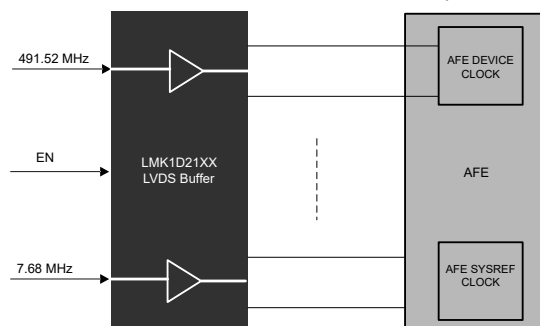 491.52 MHz
EN
7.68 MHz
LMK1D21XX
LVDS Buffer
AFE DEVICE
CLOCK
AFE
AFE SYSREF
CLOCK